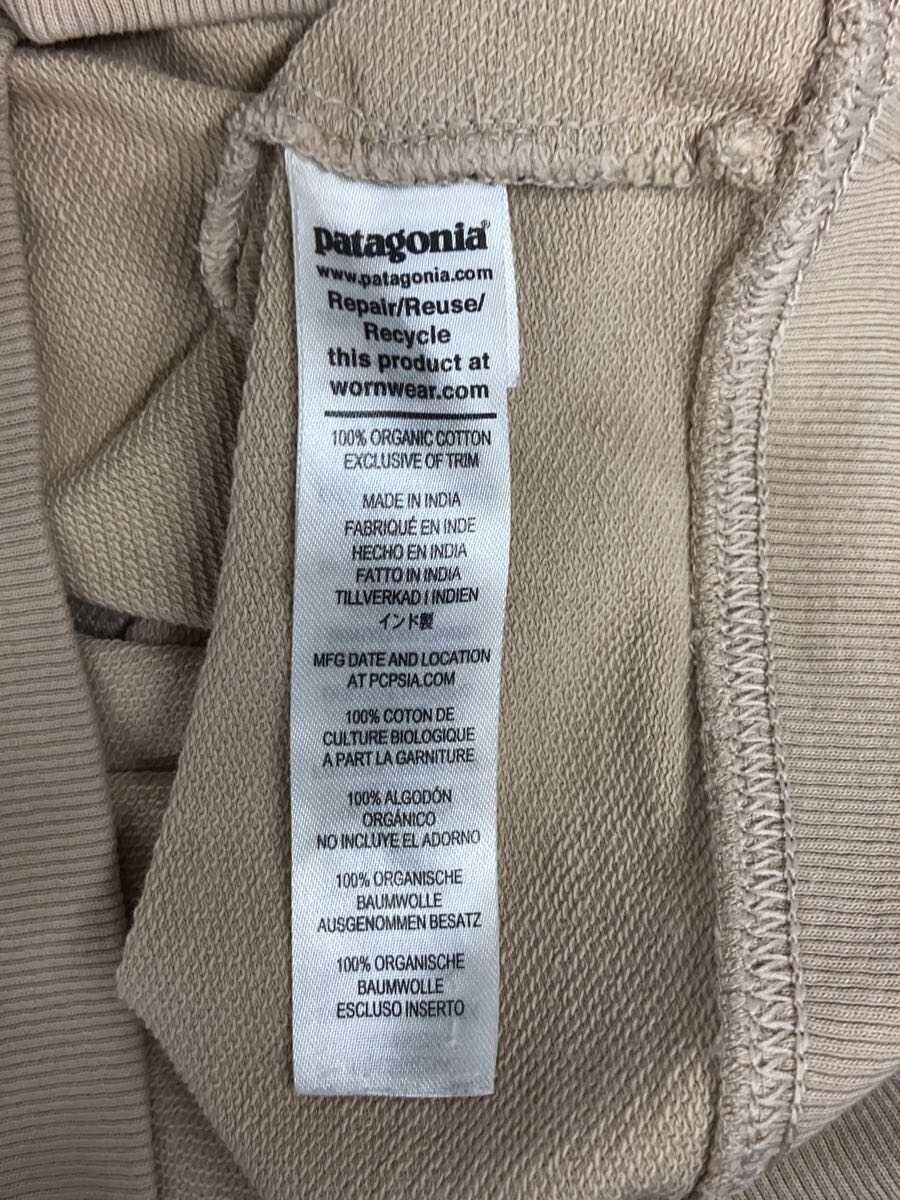 patagonia®
www.patagonia.com
Repair/Reuse/
Recycle
this product at
wornwear.com
100% ORGANIC COTTON
EXCLUSIVE OF TRIM
MADE IN INDIA
FABRIQUÉ EN INDE
HECHO EN INDIA
FATTO IN INDIA
TILLVERKAD I INDIEN
インド製
MFG DATE AND LOCATION
AT PCPSIA.COM
100% COTON DE
CULTURE BIOLOGIQUE
A PART LA GARNITURE
100% ALGODÓN
ORGÁNICO
NO INCLUYE EL ADORNO
100% ORGANISCHE
BAUMWOLLE
AUSGENOMMEN BESATZ
100% ORGANISCHE
BAUMWOLLE
ESCLUSO INSERTO